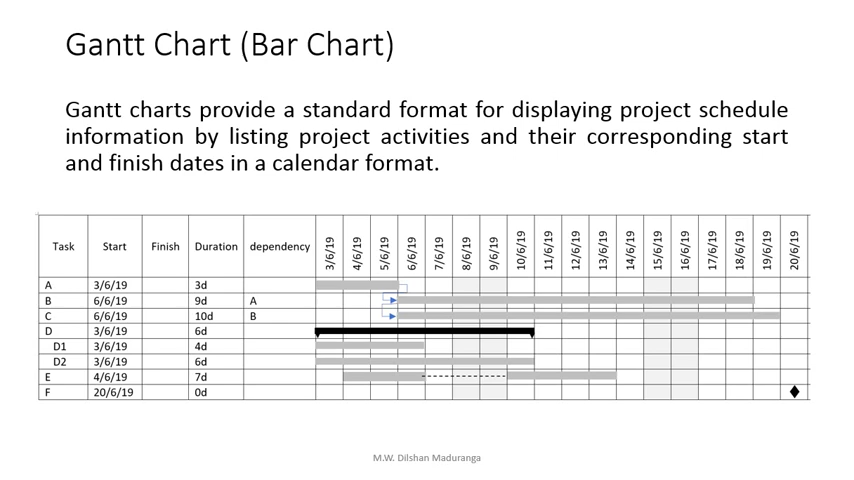 Gantt Chart (Bar Chart)
Gantt charts provide a standard format for displaying project schedule
information by listing project activities and their corresponding start
and finish dates in a calendar format.
Task Start Finish Duration dependency 3/6/19 4/6/19 5/6/19 6/6/19 7/6/19 8/6/19 9/6/19 10/6/19 11/6/19 12/6/19 13/6/19 14/6/19 15/6/19 16/6/19 17/6/19 18/6/19 19/6/19 20/6/19
A 3/6/19 3d
B 6/6/19 9d A
C 6/6/19 10d B
D 3/6/19 6d
D1 3/6/19 4d
D2 3/6/19 6d
E 4/6/19 7d
F 20/6/19 0d
M.W. Dilshan Maduranga